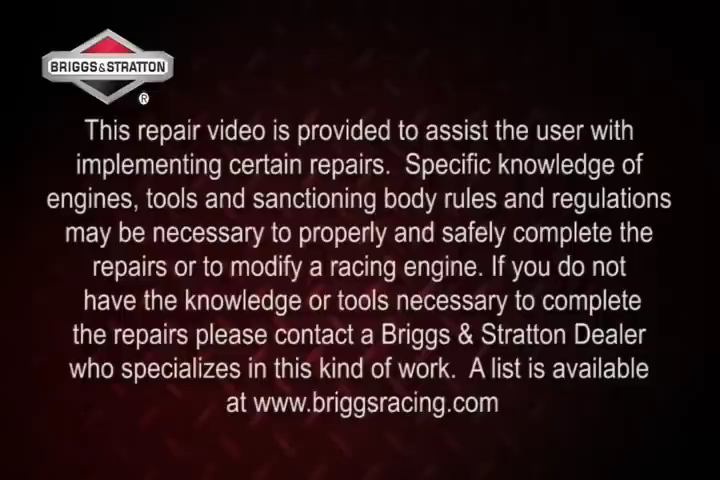 BRIGGS&STRATTON
®
This repair video is provided to assist the user with
implementing certain repairs.  Specific knowledge of
engines, tools and sanctioning body rules and regulations
may be necessary to properly and safely complete the
repairs or to modify a racing engine. If you do not
have the knowledge or tools necessary to complete
the repairs please contact a Briggs & Stratton Dealer
who specializes in this kind of work.  A list is available
at www.briggsracing.com